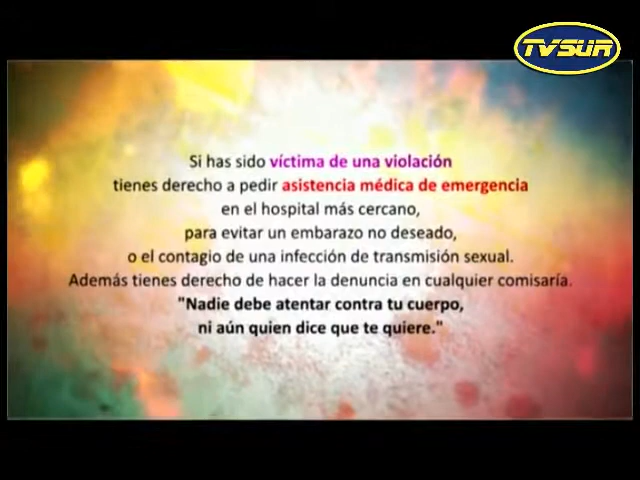 TVSUR
Si has sido víctima de una violación
tienes derecho a pedir asistencia médica de emergencia
en el hospital más cercano,
para evitar un embarazo no deseado,
o el contagio de una infección de transmisión sexual.
Además tienes derecho de hacer la denuncia en cualquier comisaría.
"Nadie debe atentar contra tu cuerpo,
ni aún quien dice que te quiere."